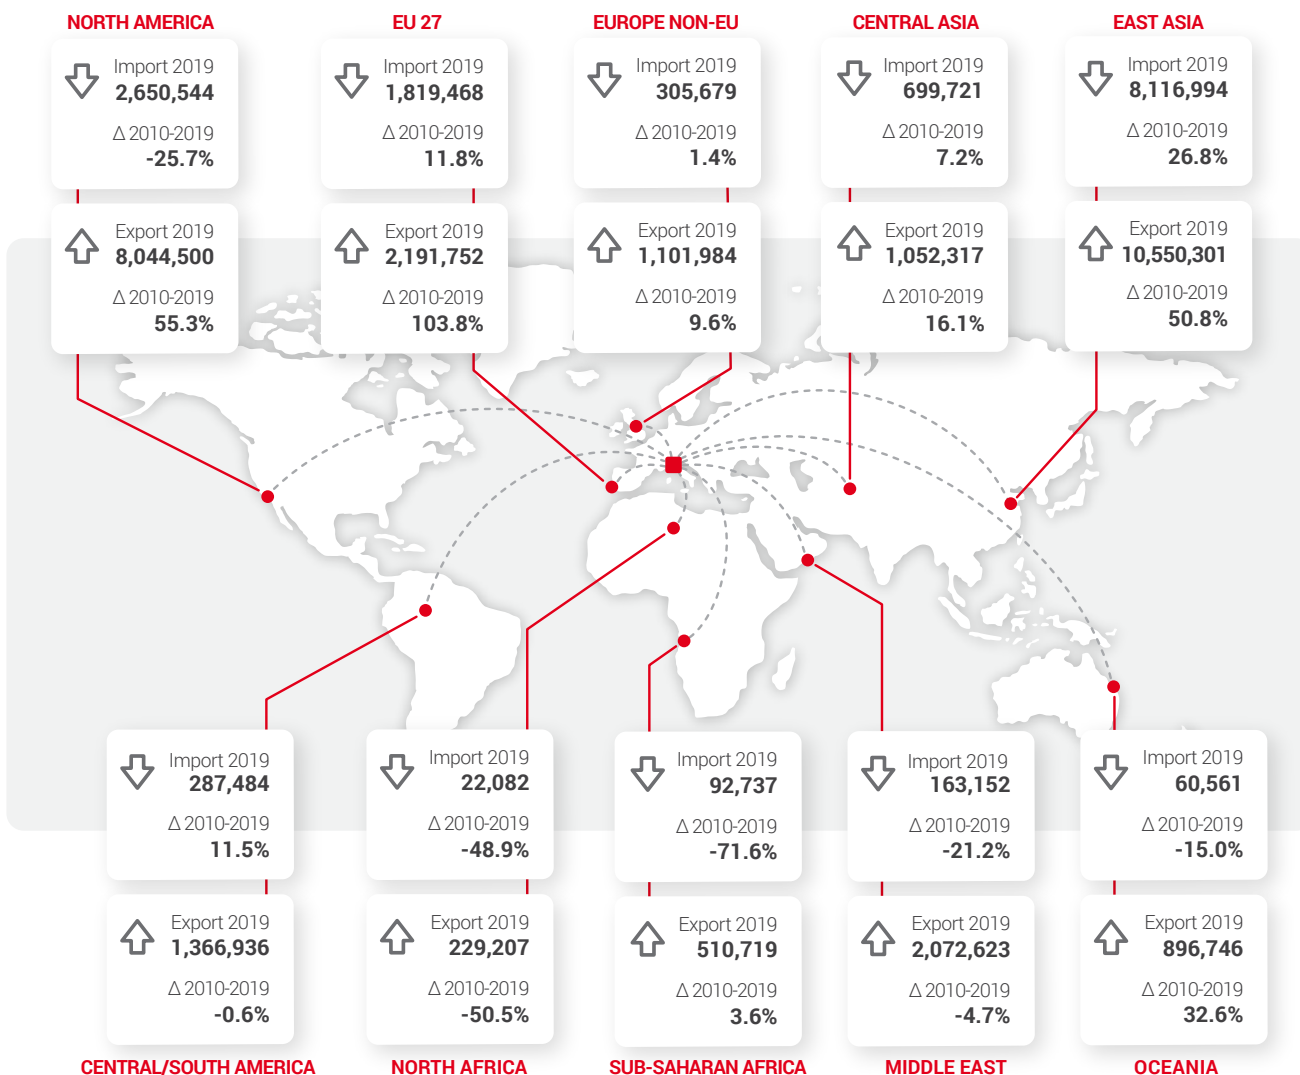 NORTH AMERICA
Import 2019
2,650,544
Δ 2010-2019
-25.7%
Export 2019
8,044,500
Δ 2010-2019
55.3%
EU 27
Import 2019
1,819,468
Δ 2010-2019
11.8%
Export 2019
2,191,752
Δ 2010-2019
103.8%
EUROPE NON-EU
Import 2019
305,679
Δ 2010-2019
1.4%
Export 2019
1,101,984
Δ 2010-2019
9.6%
CENTRAL ASIA
Import 2019
699,721
Δ 2010-2019
7.2%
Export 2019
1,052,317
Δ 2010-2019
16.1%
EAST ASIA
Import 2019
8,116,994
Δ 2010-2019
26.8%
Export 2019
10,550,301
Δ 2010-2019
50.8%
Import 2019
287,484
Δ 2010-2019
11.5%
Export 2019
1,366,936
Δ 2010-2019
-0.6%
CENTRAL/SOUTH AMERICA
Import 2019
22,082
Δ 2010-2019
-48.9%
Export 2019
229,207
Δ 2010-2019
-50.5%
NORTH AFRICA
Import 2019
92,737
Δ 2010-2019
-71.6%
Export 2019
510,719
Δ 2010-2019
3.6%
SUB-SAHARAN AFRICA
Import 2019
163,152
Δ 2010-2019
-21.2%
Export 2019
2,072,623
Δ 2010-2019
-4.7%
MIDDLE EAST
Import 2019
60,561
Δ 2010-2019
-15.0%
Export 2019
896,746
Δ 2010-2019
32.6%
OCEANIA